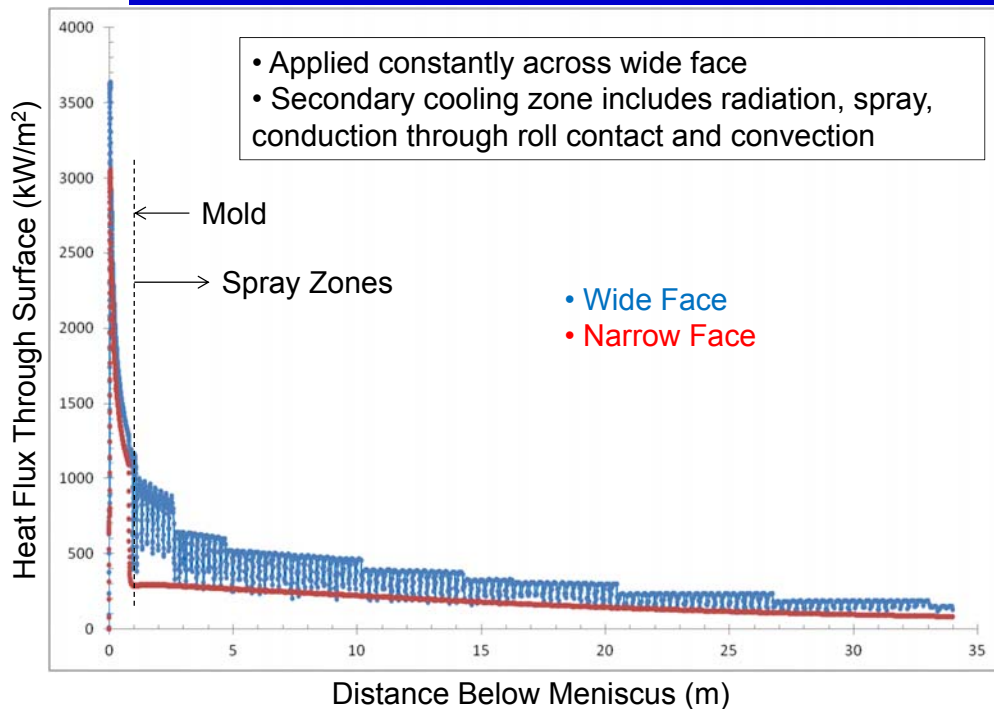 4000
3500
3000
2500
2000
1500
1000
500
0
Heat Flux Through Surface (kW/m²)
• Applied constantly across wide face
• Secondary cooling zone includes radiation, spray,
conduction through roll contact and convection
Mold
Spray Zones
• Wide Face
• Narrow Face
0 5 10 15 20 25 30 35
Distance Below Meniscus (m)